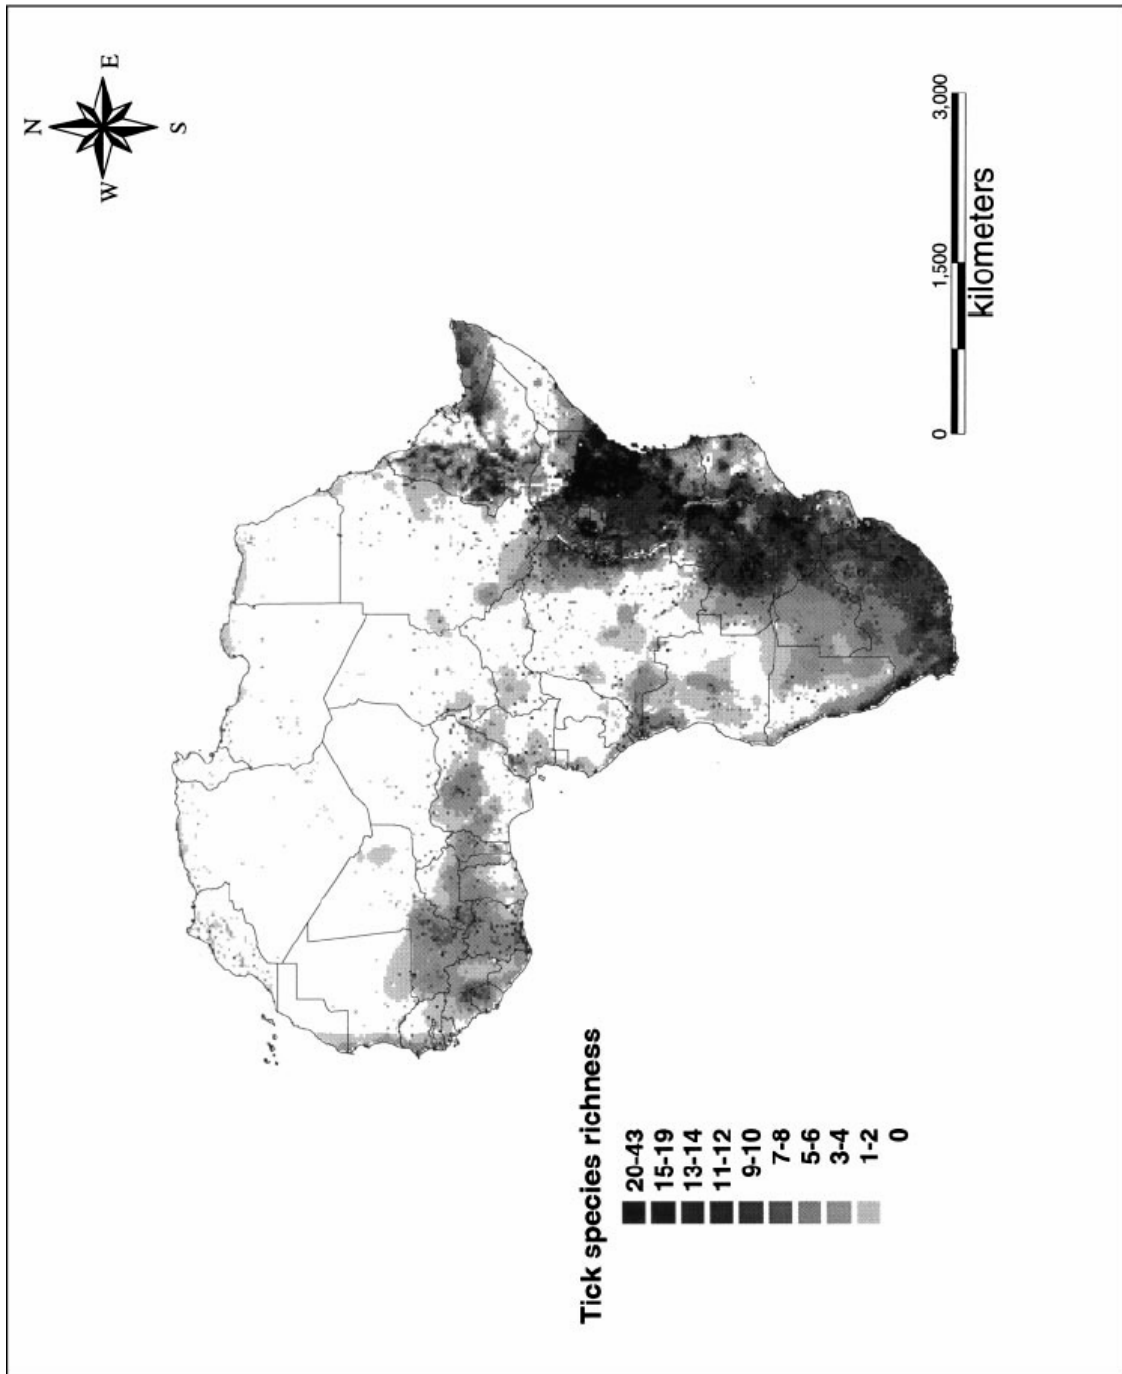 N
W
E
S
0
1,500
3,000
kilometers
Tick species richness
20-43
15-19
13-14
11-12
9-10
7-8
5-6
3-4
1-2
0